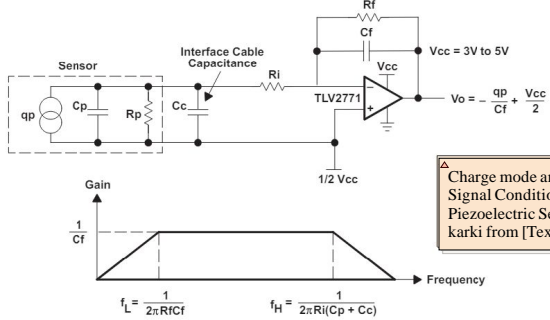 Rf
Cf
Vcc = 3V to 5V
Interface Cable
Capacitance
Sensor
Ri
Vcc
TLV2771
qp
Cp
Rp
Cc
−
+
Vo = − qp/Cf + Vcc/2
1/2 Vcc
Charge mode am
Signal Conditio
Piezoelectric Se
karki from [Tex
Gain
1/Cf
Frequency
fL = 1/2πRfCf
fH = 1/2πRi(Cp + Cc)